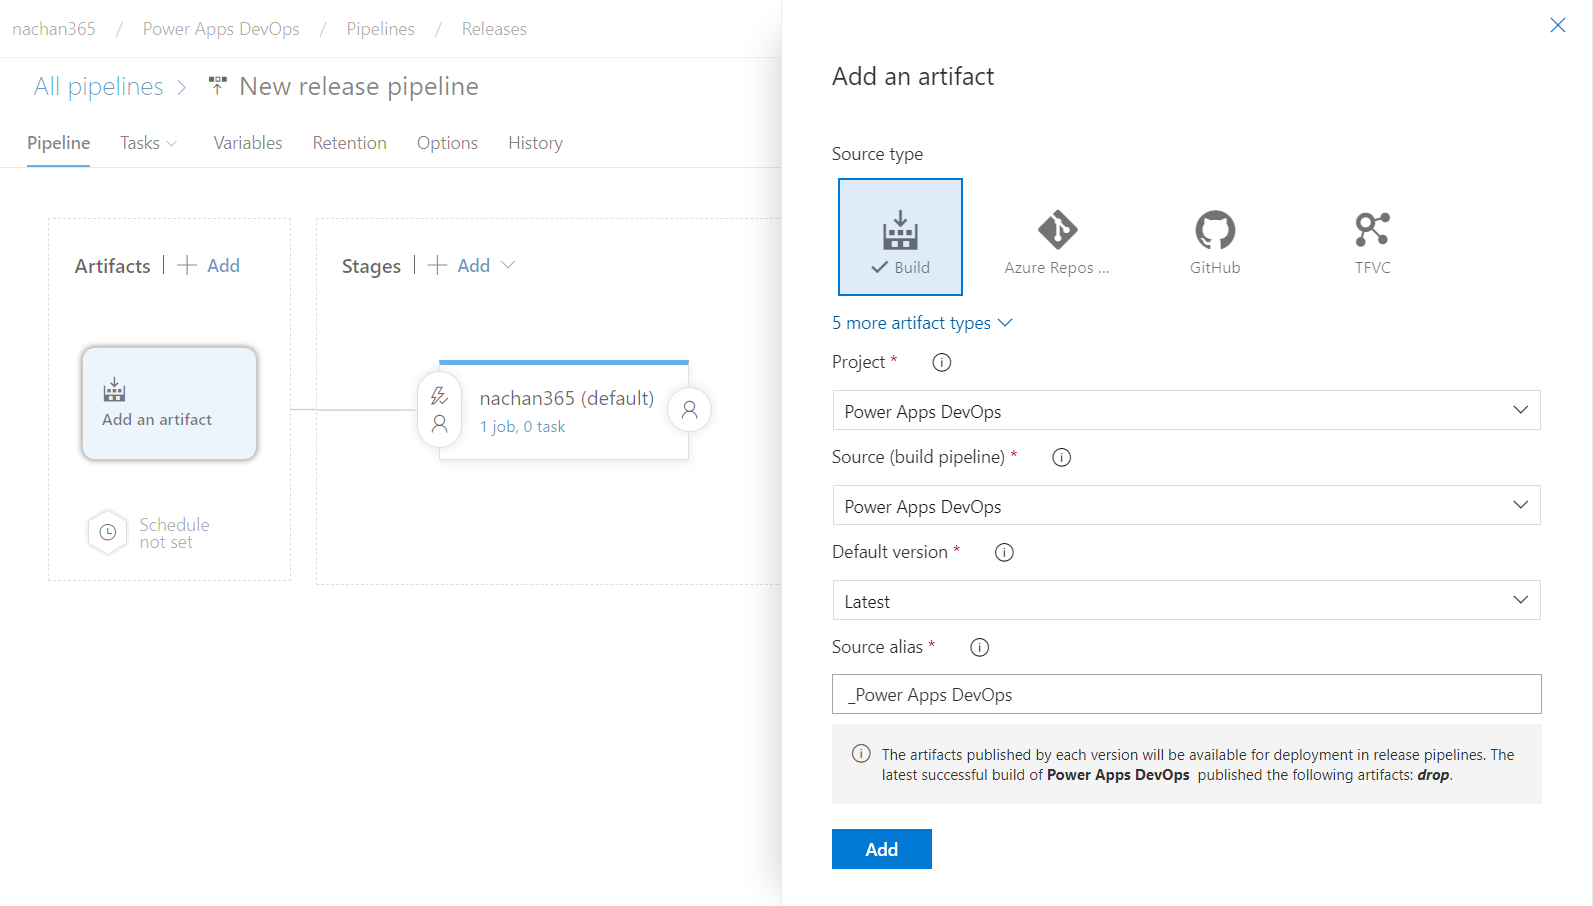 nachan365 / Power Apps DevOps / Pipelines / Releases
All pipelines > New release pipeline
Pipeline Tasks Variables Retention Options History
Artifacts | + Add
Stages | + Add
Add an artifact
nachan365 (default)
1 job, 0 task
Schedule
not set
Add an artifact
Source type
Build
Azure Repos ...
GitHub
TFVC
5 more artifact types
Project *
Power Apps DevOps
Source (build pipeline) *
Power Apps DevOps
Default version *
Latest
Source alias *
_Power Apps DevOps
The artifacts published by each version will be available for deployment in release pipelines. The
latest successful build of Power Apps DevOps published the following artifacts: drop.
Add